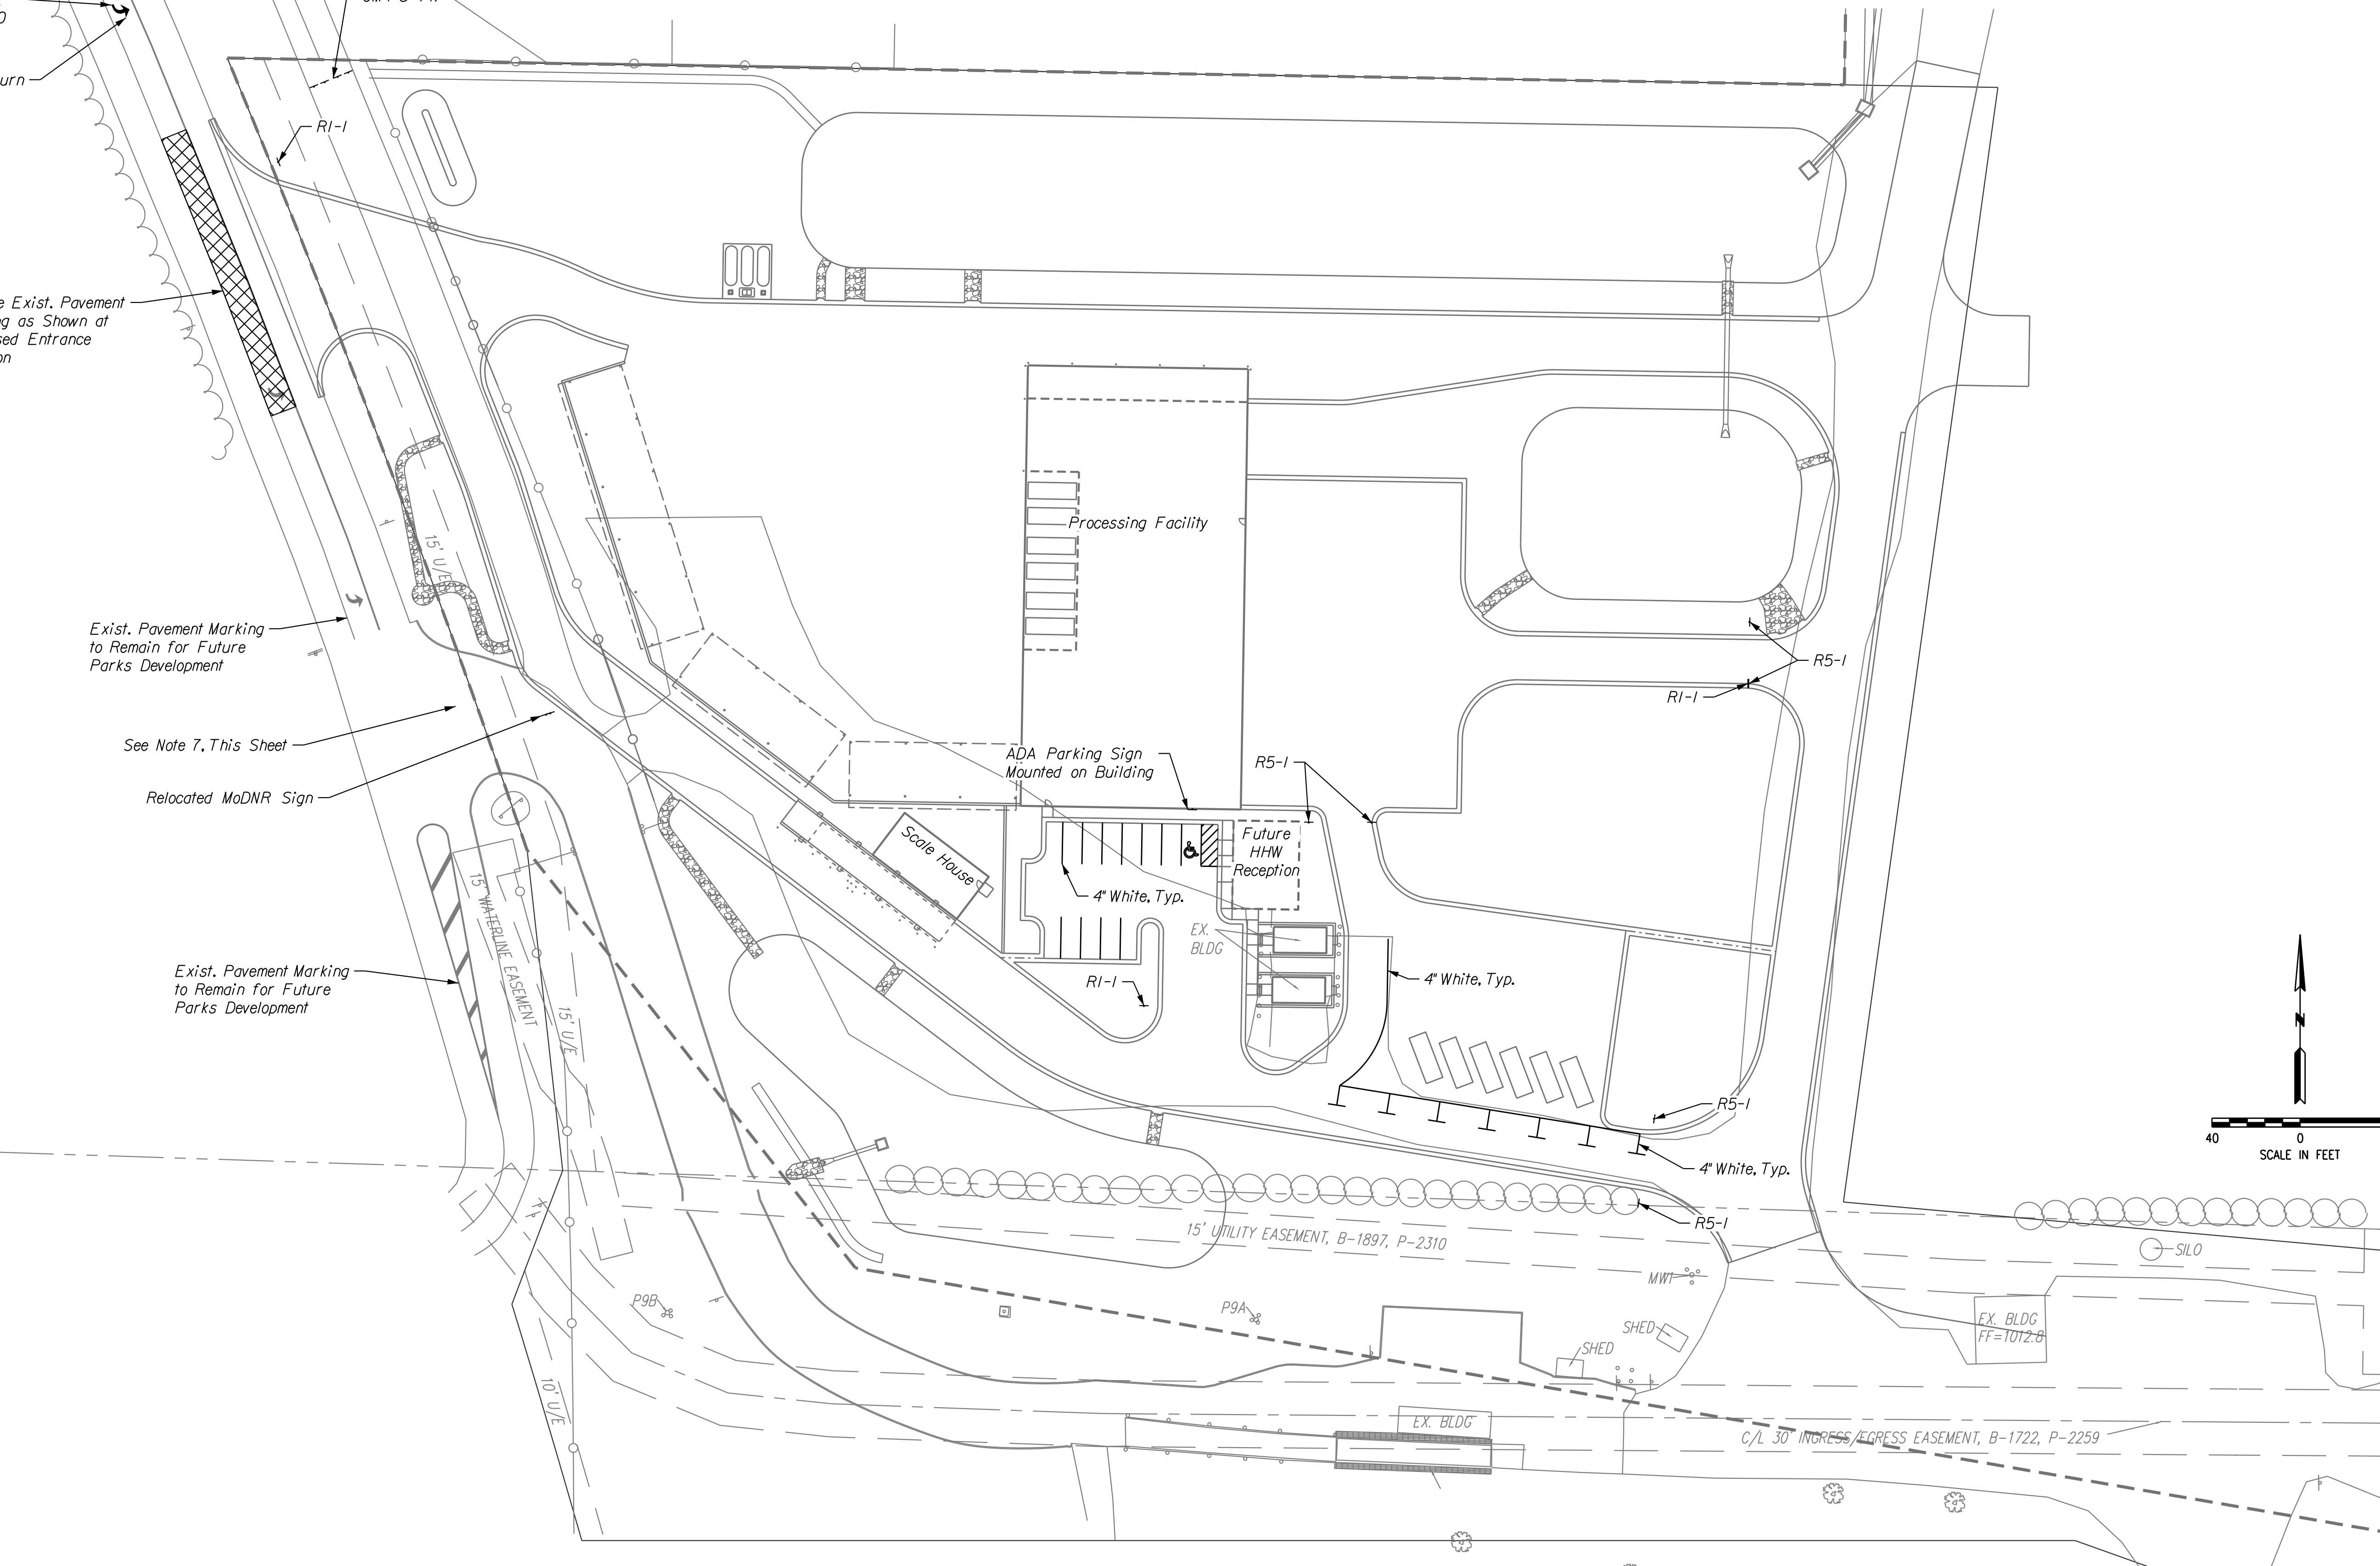 urn
R1-1
e Exist. Pavement
g as Shown at
sed Entrance
on
15' U/E
Processing Facility
Exist. Pavement Marking
to Remain for Future
Parks Development
R5-1
R1-1
See Note 7, This Sheet
Relocated MoDNR Sign
ADA Parking Sign
Mounted on Building
R5-1
Scale House
Future
HHW
Reception
4" White, Typ.
15' WATERLINE EASEMENT
EX.
BLDG
Exist. Pavement Marking
to Remain for Future
Parks Development
15' U/E
R1-1
4" White, Typ.
N
R5-1
40
0
SCALE IN FEET
4" White, Typ.
R5-1
15' UTILITY EASEMENT, B-1897, P-2310
SILO
MW1
P9B
P9A
SHED
SHED
EX. BLDG
FF=1012.8
10' U/E
EX. BLDG
C/L 30' INGRESS/EGRESS EASEMENT, B-1722, P-2259